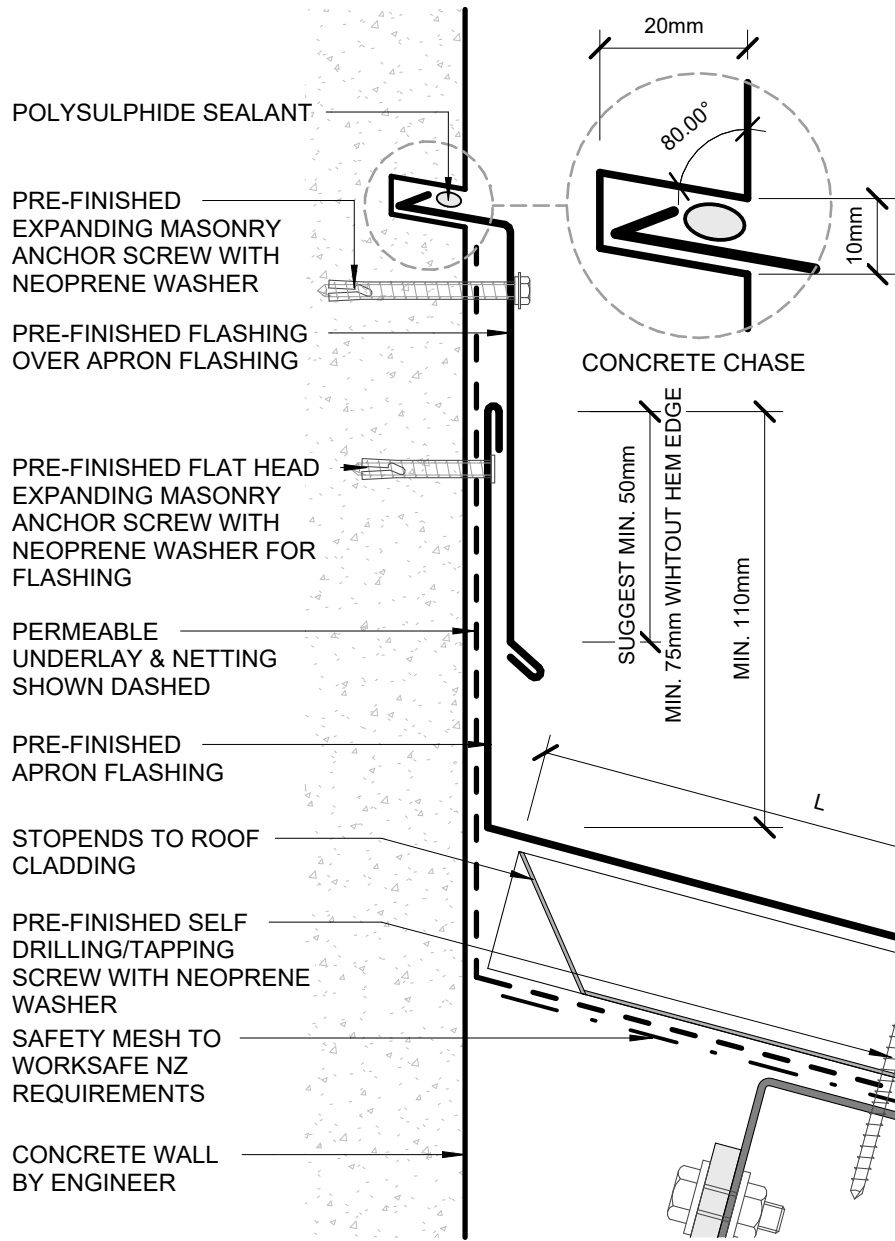 20mm
POLYSULPHIDE SEALANT
80.00°
PRE-FINISHED
EXPANDING MASONRY
ANCHOR SCREW WITH
NEOPRENE WASHER
10mm
PRE-FINISHED FLASHING
OVER APRON FLASHING
CONCRETE CHASE
PRE-FINISHED FLAT HEAD
EXPANDING MASONRY
ANCHOR SCREW WITH
NEOPRENE WASHER FOR
FLASHING
SUGGEST MIN. 50mm
MIN. 75mm WIHTOUT HEM EDGE
MIN. 110mm
PERMEABLE
UNDERLAY & NETTING
SHOWN DASHED
PRE-FINISHED
APRON FLASHING
L
STOPENDS TO ROOF
CLADDING
PRE-FINISHED SELF
DRILLING/TAPPING
SCREW WITH NEOPRENE
WASHER
SAFETY MESH TO
WORKSAFE NZ
REQUIREMENTS
CONCRETE WALL
BY ENGINEER